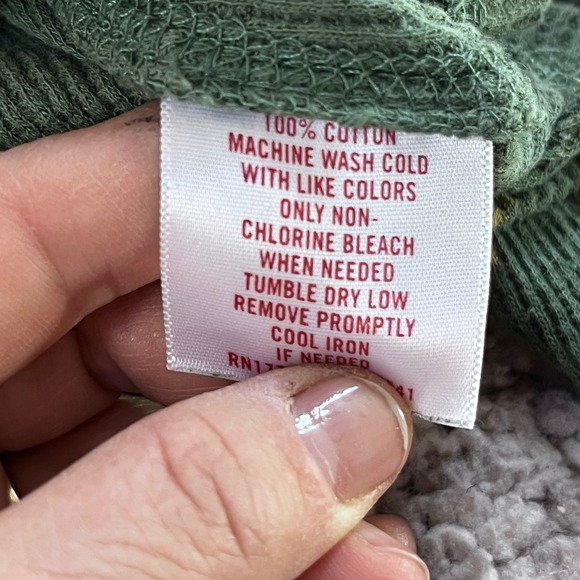 100% COTTON
MACHINE WASH COLD
WITH LIKE COLORS
ONLY NON-
CHLORINE BLEACH
WHEN NEEDED
TUMBLE DRY LOW
REMOVE PROMPTLY
COOL IRON
IF NEEDED